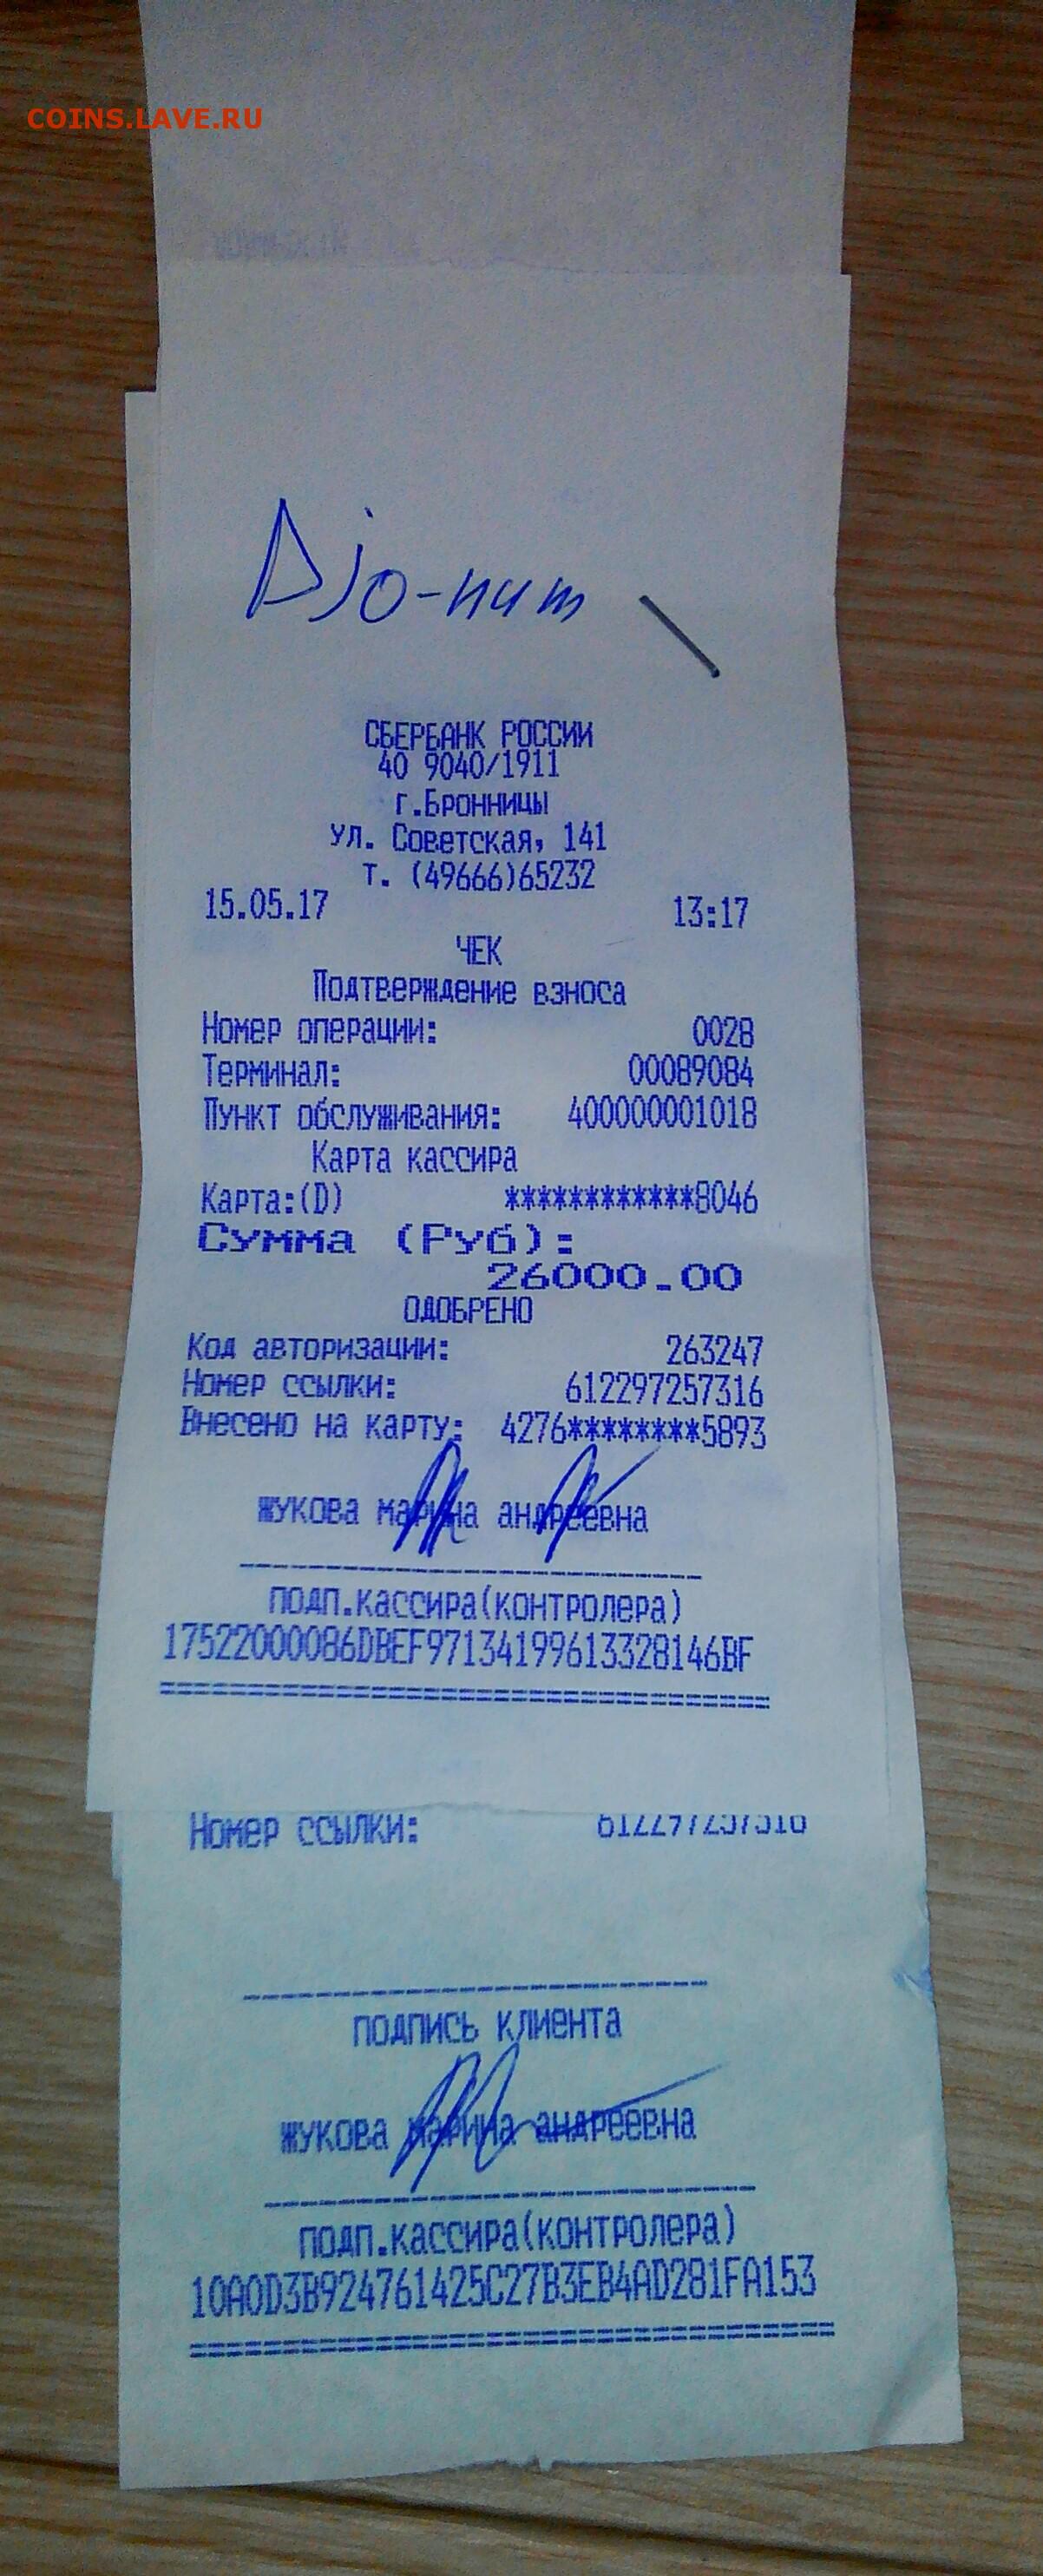 COINS.LAVE.RU
Djo-нит
СБЕРБАНК РОССИИ
40 9040/1911
г.Бронницы
Ул. Советская, 141
т. (49666)65232
15.05.17 13:17
ЧЕК
Подтверждение взноса
Номер операции: 0028
Терминал: 00089084
Пункт обслуживания: 400000001018
Карта кассира
Карта:(D) ************8046
Сумма (Руб):
26000.00
ОДОБРЕНО
Код авторизации: 263247
Номер ссылки: 612297257316
Внесено на карту: 4276********5893
ЖУКОВА МАРИНА АНДРЕЕВНА
подп.кассира(контролера)
17522000086DBEF97134199613328146BF
Номер ссылки:
подпись клиента
ЖУКОВА МАРИНА АНДРЕЕВНА
подп.кассира(контролера)
10A0D3B924761425C27B3EB4AD281FA153